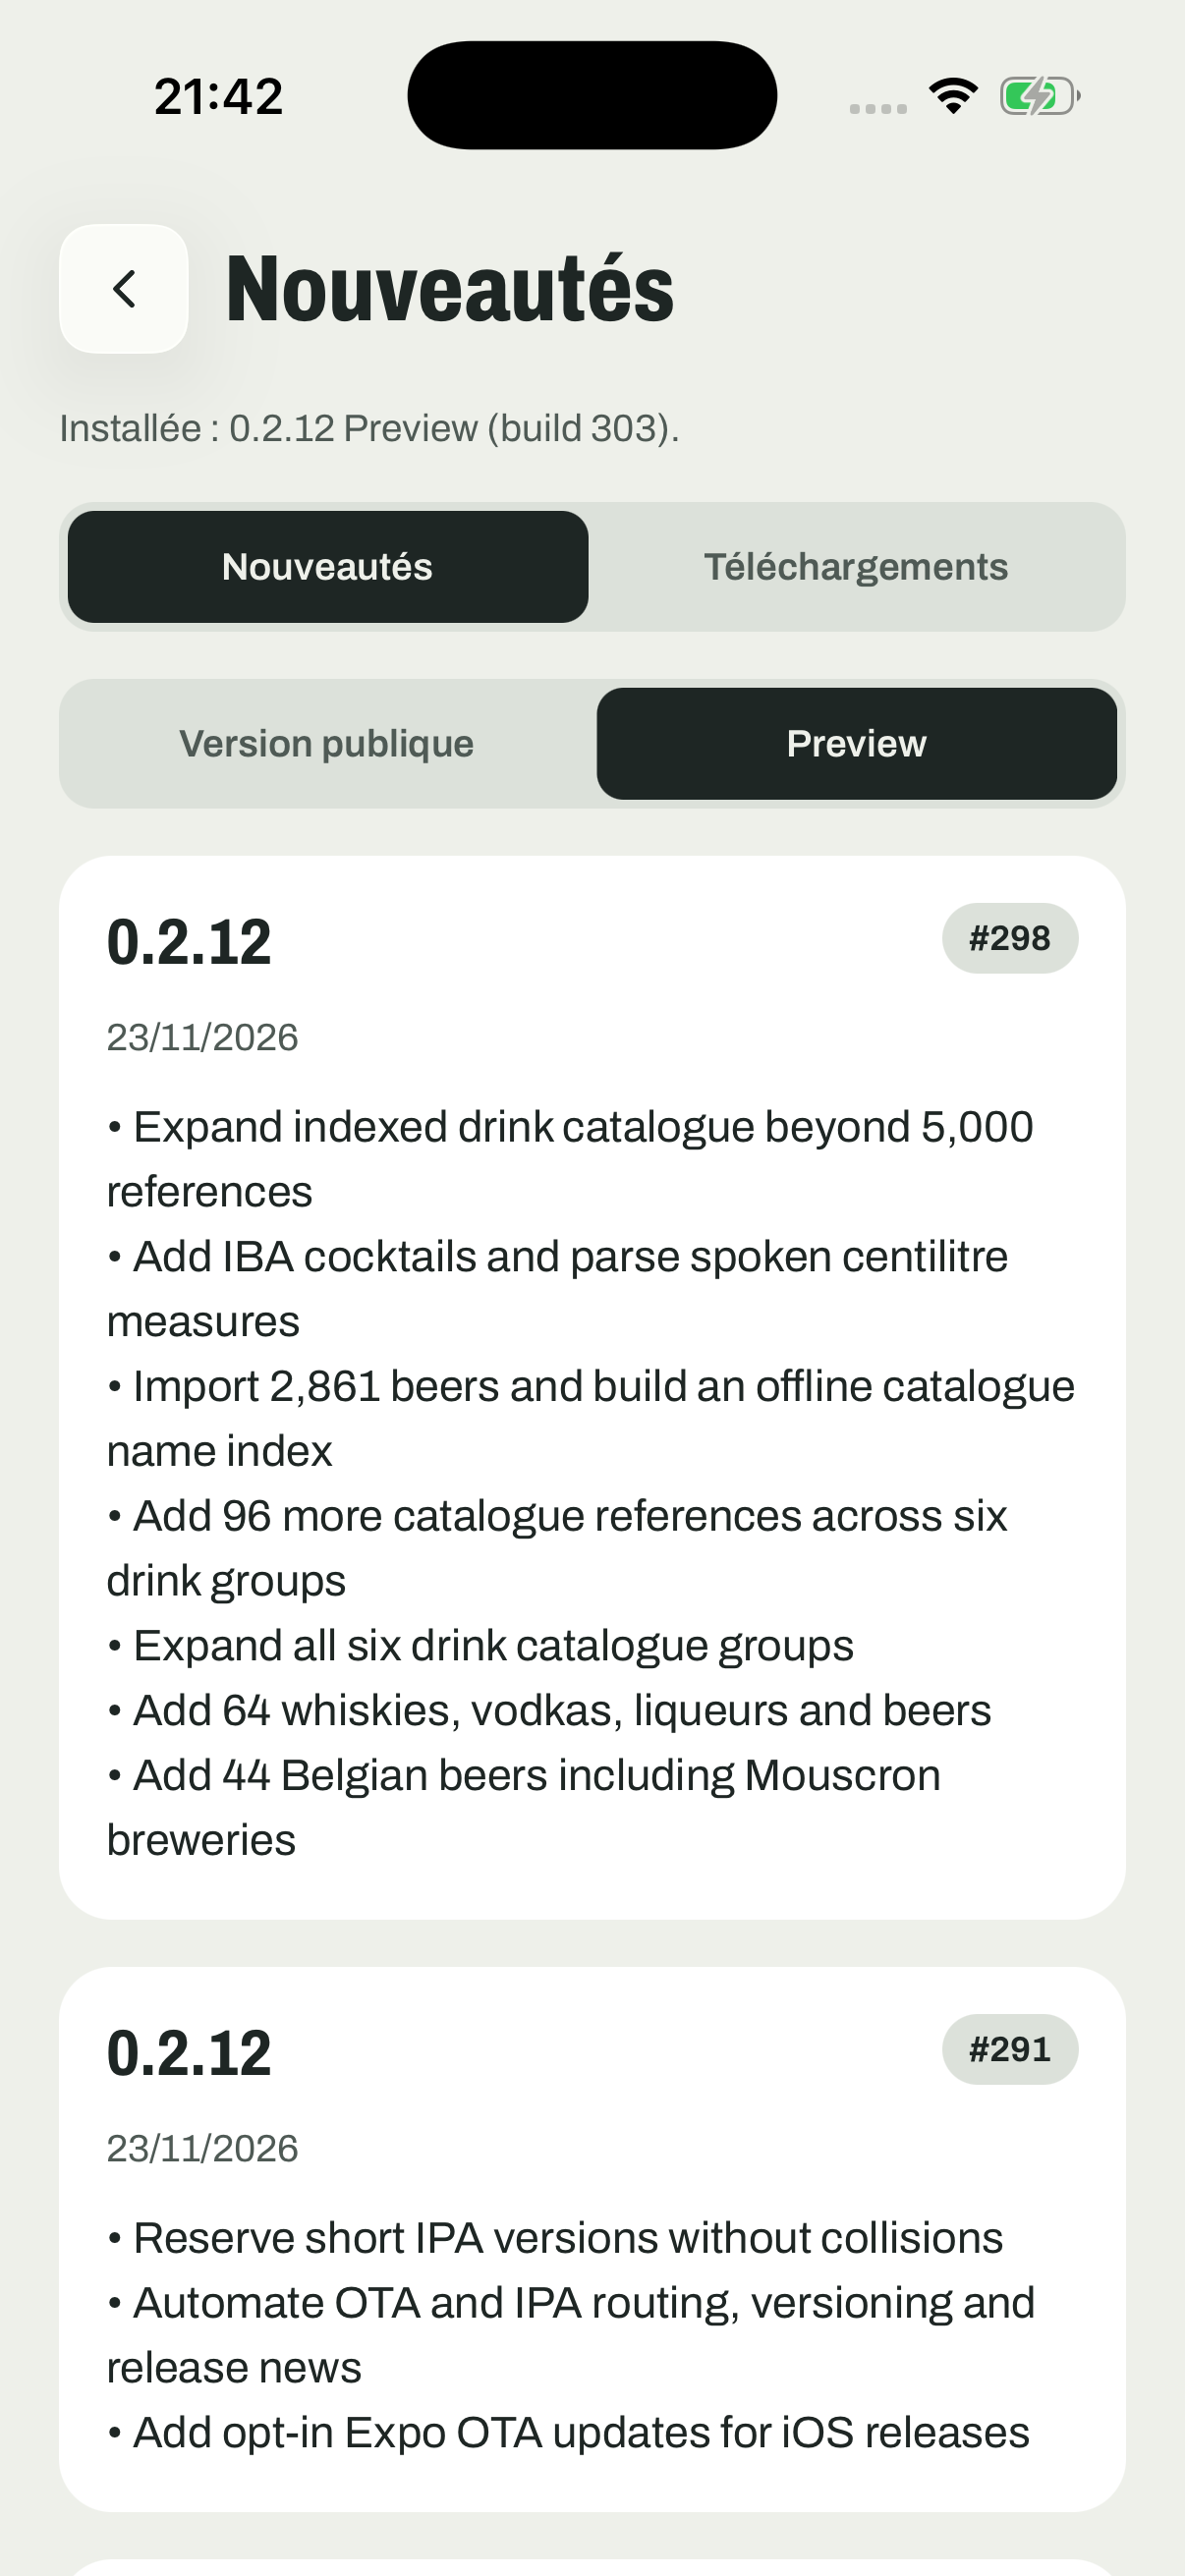 21:42
Nouveautés
Installée : 0.2.12 Preview (build 303).
Nouveautés
Téléchargements
Version publique
Preview
0.2.12
#298
23/11/2026
• Expand indexed drink catalogue beyond 5,000
references
• Add IBA cocktails and parse spoken centilitre
measures
• Import 2,861 beers and build an offline catalogue
name index
• Add 96 more catalogue references across six
drink groups
• Expand all six drink catalogue groups
• Add 64 whiskies, vodkas, liqueurs and beers
• Add 44 Belgian beers including Mouscron
breweries
0.2.12
#291
23/11/2026
• Reserve short IPA versions without collisions
• Automate OTA and IPA routing, versioning and
release news
• Add opt-in Expo OTA updates for iOS releases